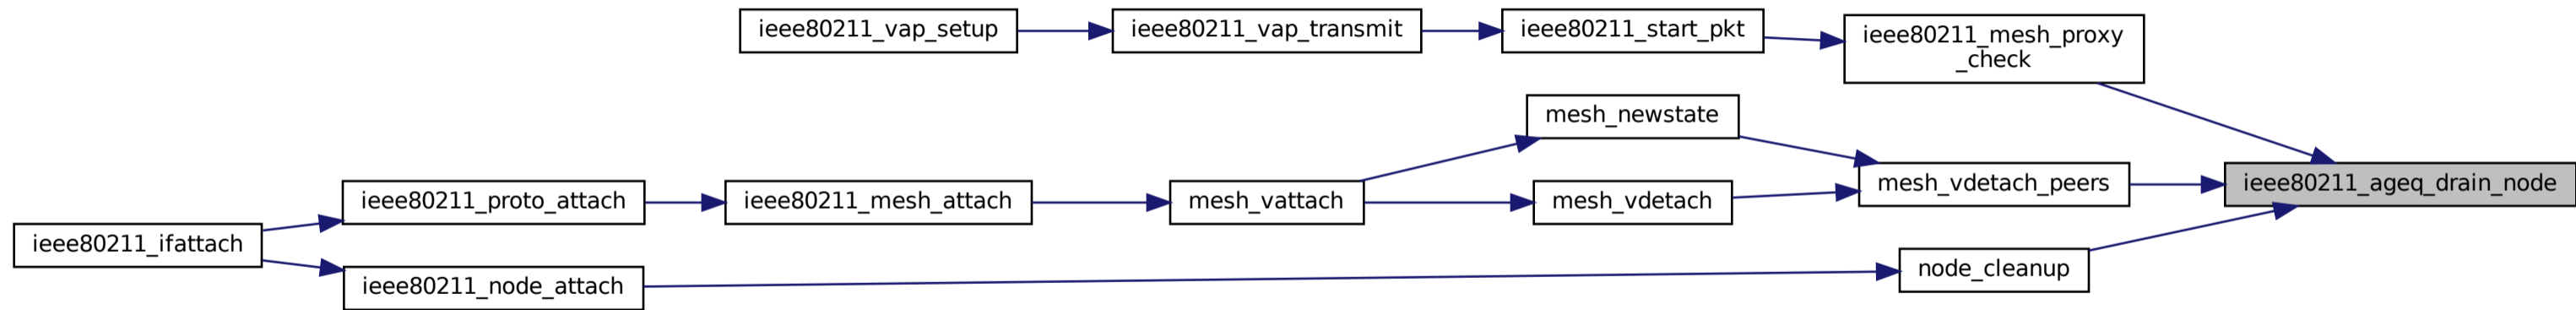 ieee80211_vap_setup
ieee80211_vap_transmit
ieee80211_start_pkt
ieee80211_mesh_proxy
_check
mesh_newstate
ieee80211_proto_attach
ieee80211_mesh_attach
mesh_vattach
mesh_vdetach
mesh_vdetach_peers
ieee80211_ageq_drain_node
ieee80211_ifattach
ieee80211_node_attach
node_cleanup